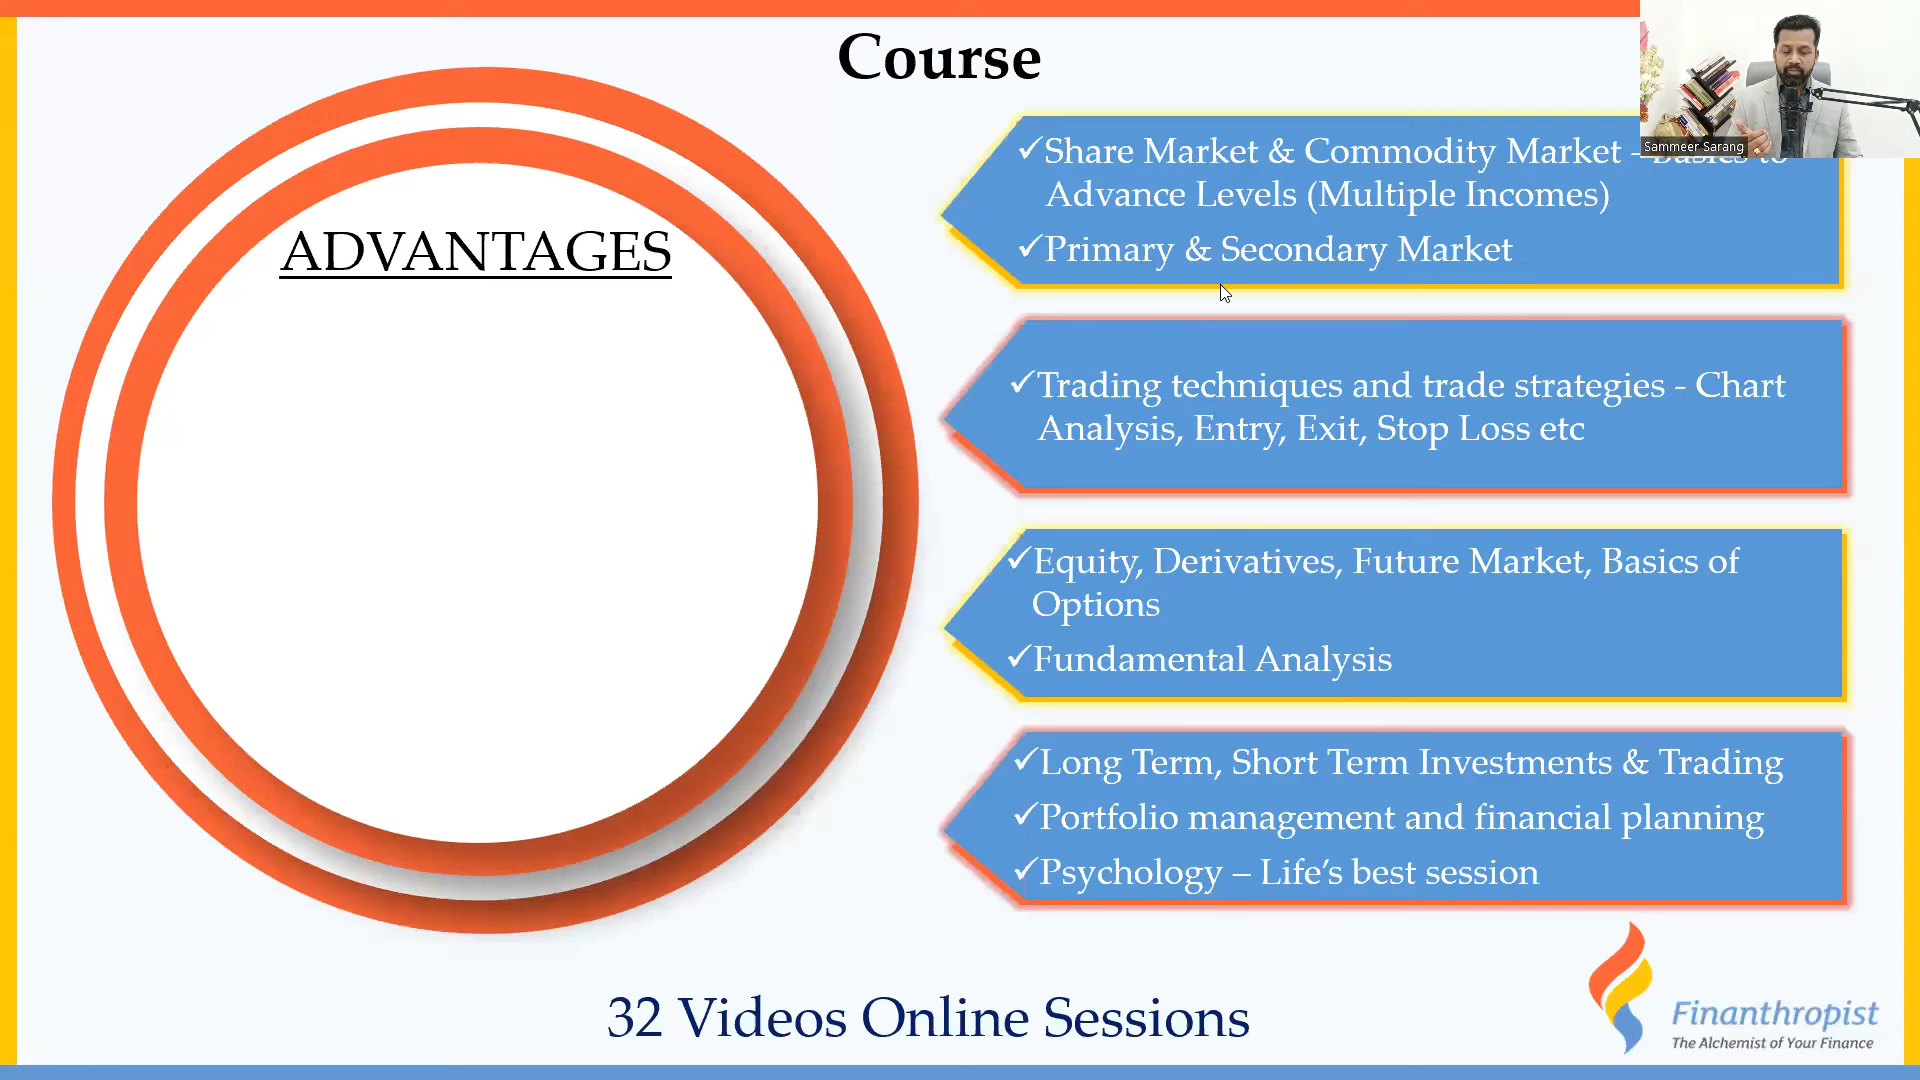 Course
Sammeer Sarang
ADVANTAGES
✓Share Market & Commodity Market -
Advance Levels (Multiple Incomes)
✓Primary & Secondary Market
✓Trading techniques and trade strategies - Chart
Analysis, Entry, Exit, Stop Loss etc
✓Equity, Derivatives, Future Market, Basics of
Options
✓Fundamental Analysis
✓Long Term, Short Term Investments & Trading
✓Portfolio management and financial planning
✓Psychology – Life’s best session
32 Videos Online Sessions
Finanthropist
The Alchemist of Your Finance